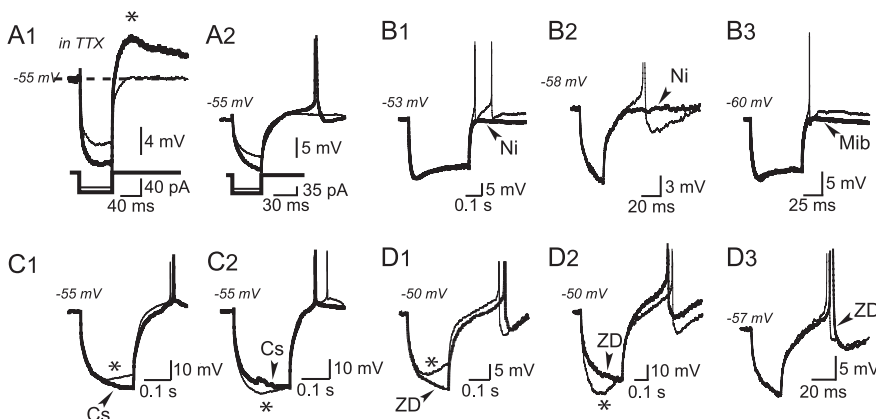 A1
in TTX
*
-55 mV
4 mV
40 pA
40 ms
A2
-55 mV
5 mV
35 pA
30 ms
B1
-53 mV
Ni
5 mV
0.1 s
B2
-58 mV
Ni
3 mV
20 ms
B3
-60 mV
Mib
5 mV
25 ms
C1
-55 mV
*
Cs
10 mV
0.1 s
C2
-55 mV
Cs
*
10 mV
0.1 s
D1
-50 mV
*
ZD
5 mV
0.1 s
D2
-50 mV
ZD
*
10 mV
0.1 s
D3
-57 mV
ZD
5 mV
20 ms